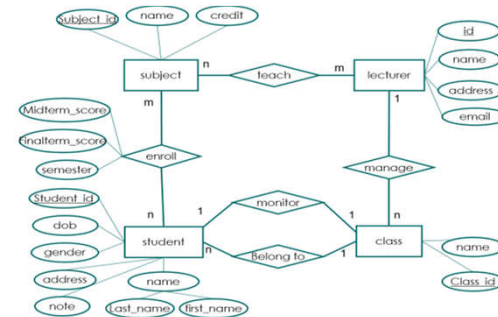 Subject_id
name
credit
id
subject
n
teach
m
lecturer
name
m
1
address
Midterm_score
email
Finalterm_score
enroll
semester
manage
Student_id
monitor
dob
n
1
1
n
student
class
gender
n
Belong to
1
name
address
name
note
Last_name
first_name
Class_id